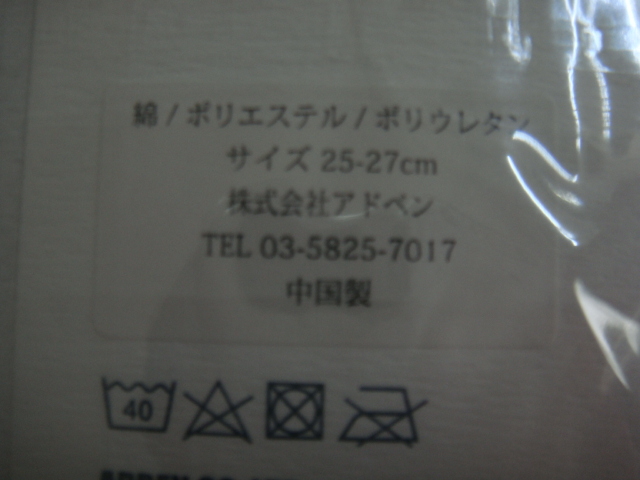 綿/ポリエステル/ポリウレタン
サイズ 25-27cm
株式会社アドベン
TEL 03-5825-7017
中国製
40